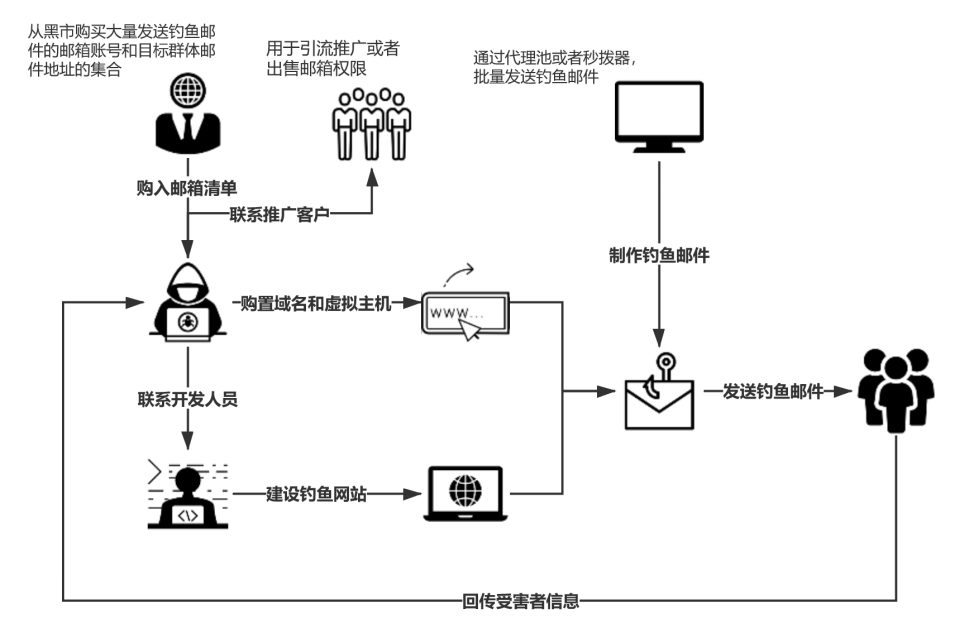 从黑市购买大量发送钓鱼邮
件的邮箱账号和目标群体邮
件地址的集合
用于引流推广或者
出售邮箱权限
通过代理池或者秒拨器，
批量发送钓鱼邮件
购入邮箱清单
联系推广客户
制作钓鱼邮件
购置域名和虚拟主机
WWW...
联系开发人员
发送钓鱼邮件
建设钓鱼网站
</>
回传受害者信息